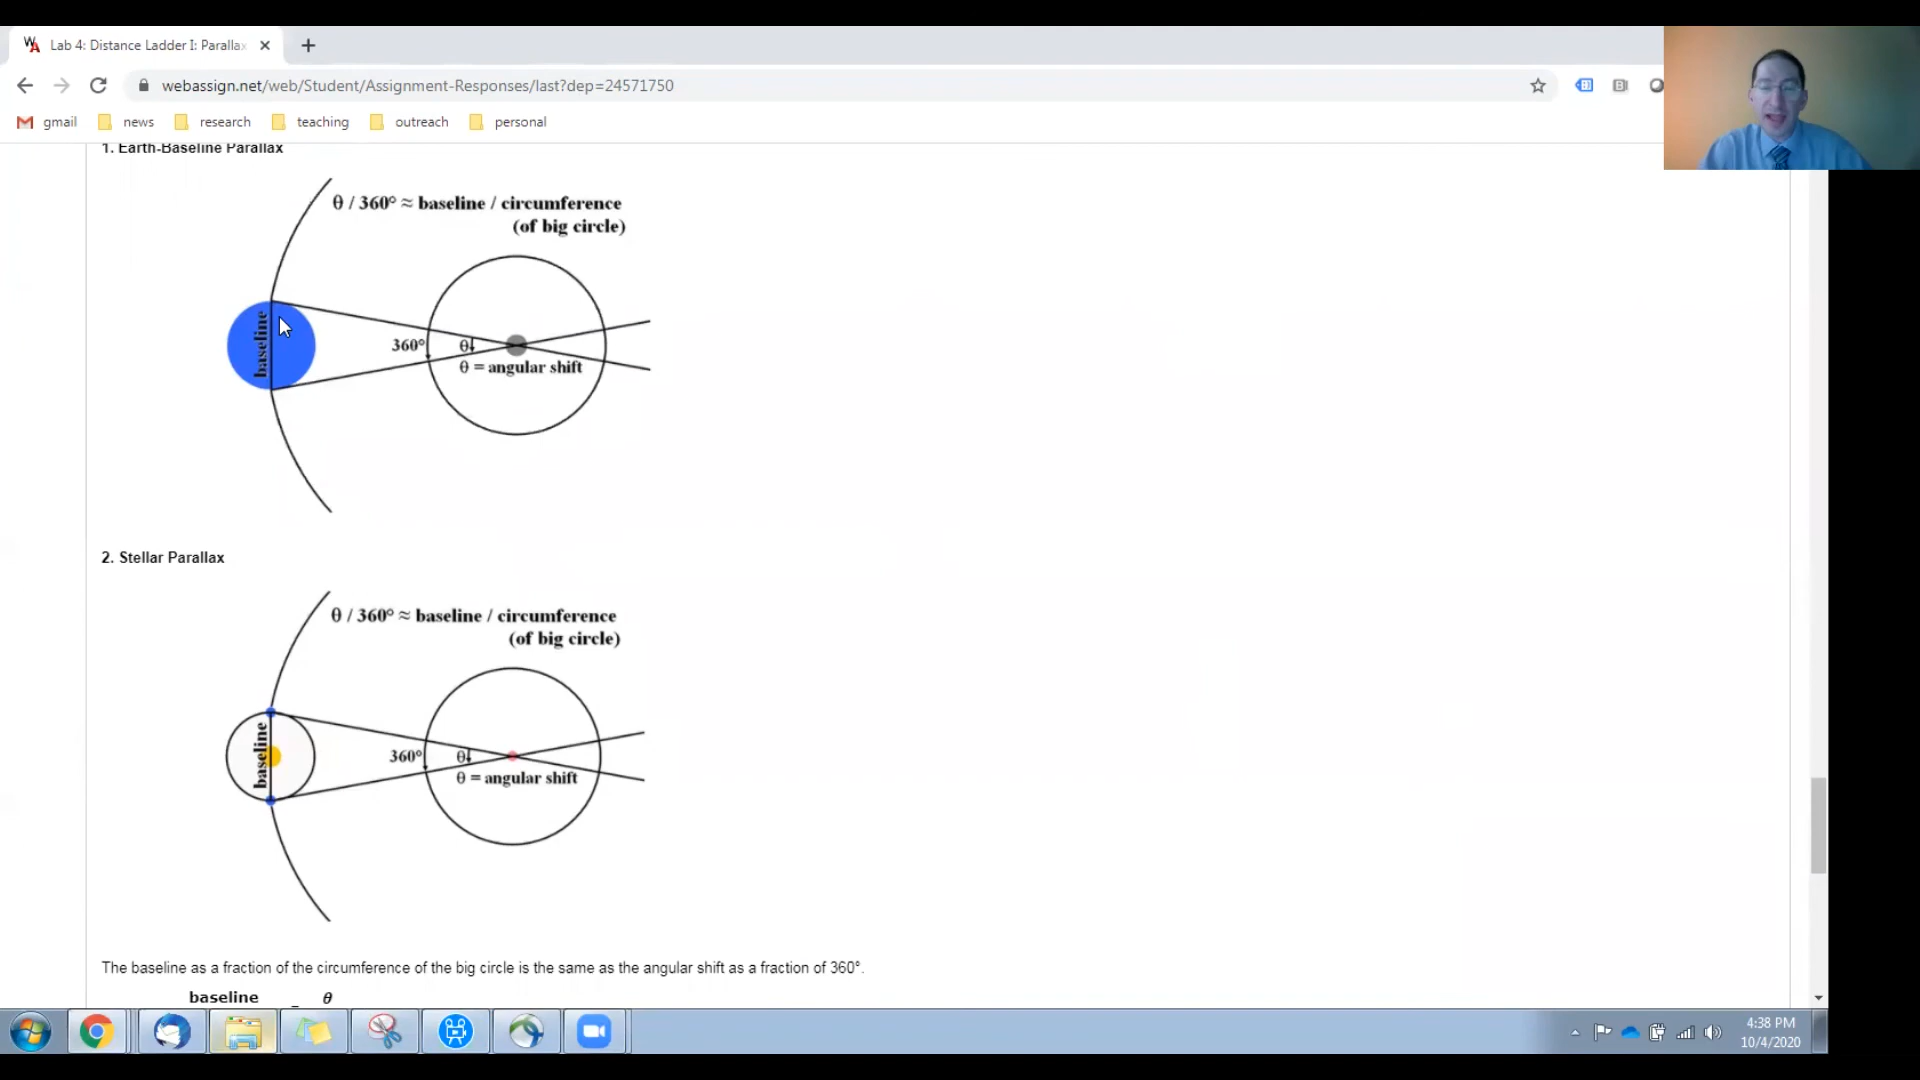 Lab 4: Distance Ladder I: Paralla
webassign.net/web/Student/Assignment-Responses/last?dep=24571750
gmail news research teaching outreach personal
1. Earth-Baseline Parallax
θ / 360° ≈ baseline / circumference
(of big circle)
baseline
360° θ
θ = angular shift
2. Stellar Parallax
θ / 360° ≈ baseline / circumference
(of big circle)
baseline
360° θ
θ = angular shift
The baseline as a fraction of the circumference of the big circle is the same as the angular shift as a fraction of 360°.
baseline θ
4:38 PM
10/4/2020